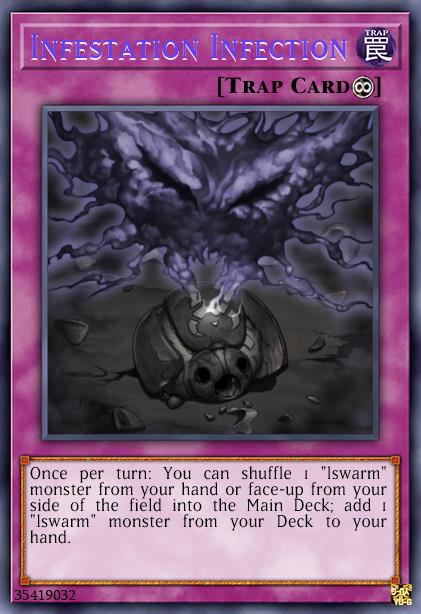 INFESTATION INFECTION
TRAP
罠
[TRAP CARD]
Once per turn: You can shuffle 1 "lswarm"
monster from your hand or face-up from your
side of the field into the Main Deck; add 1
"lswarm" monster from your Deck to your
hand.
35419032